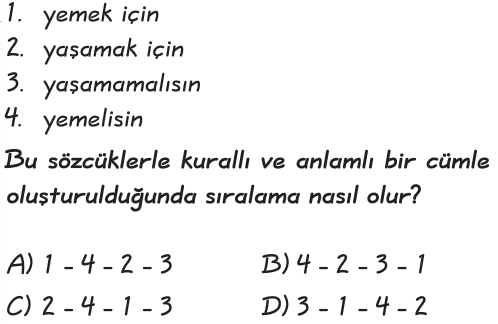 1. yemek için
2. yaşamak için
3. yaşamamalısın
4. yemelisin
Bu sözcüklerle kurallı ve anlamlı bir cümle
oluşturulduğunda sıralama nasıl olur?
A) 1 - 4 - 2 - 3 B) 4 - 2 - 3 - 1
C) 2 - 4 - 1 - 3 D) 3 - 1 - 4 - 2